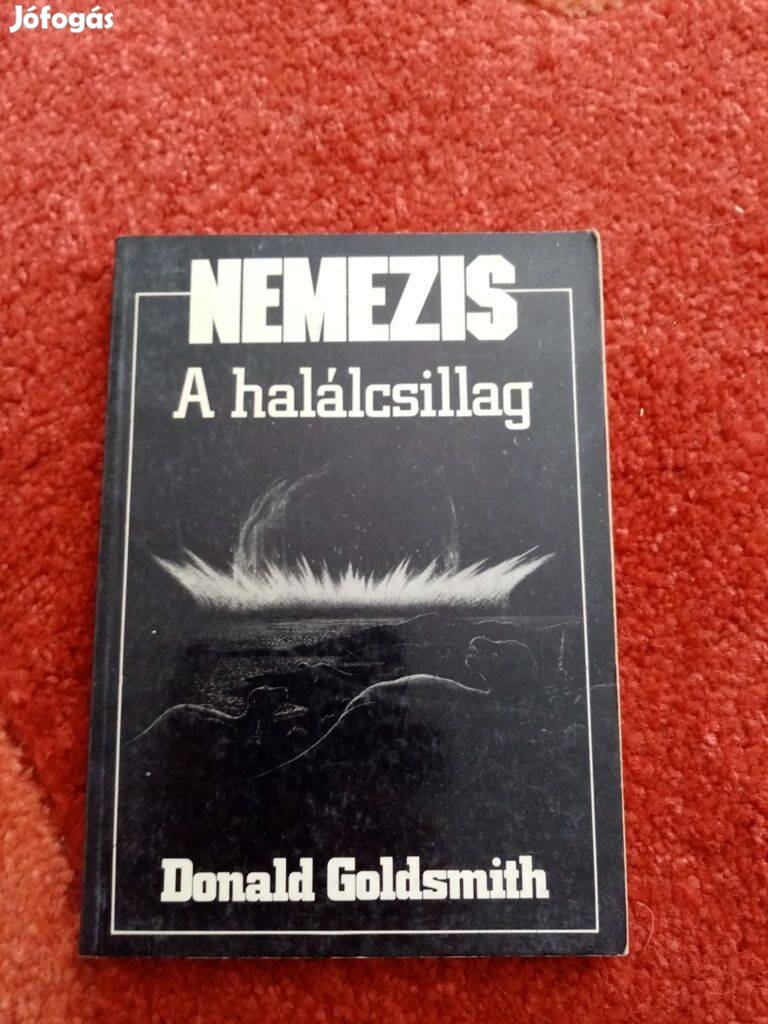 Jófogás
NEMEZIS
A halálcsillag
Donald Goldsmith